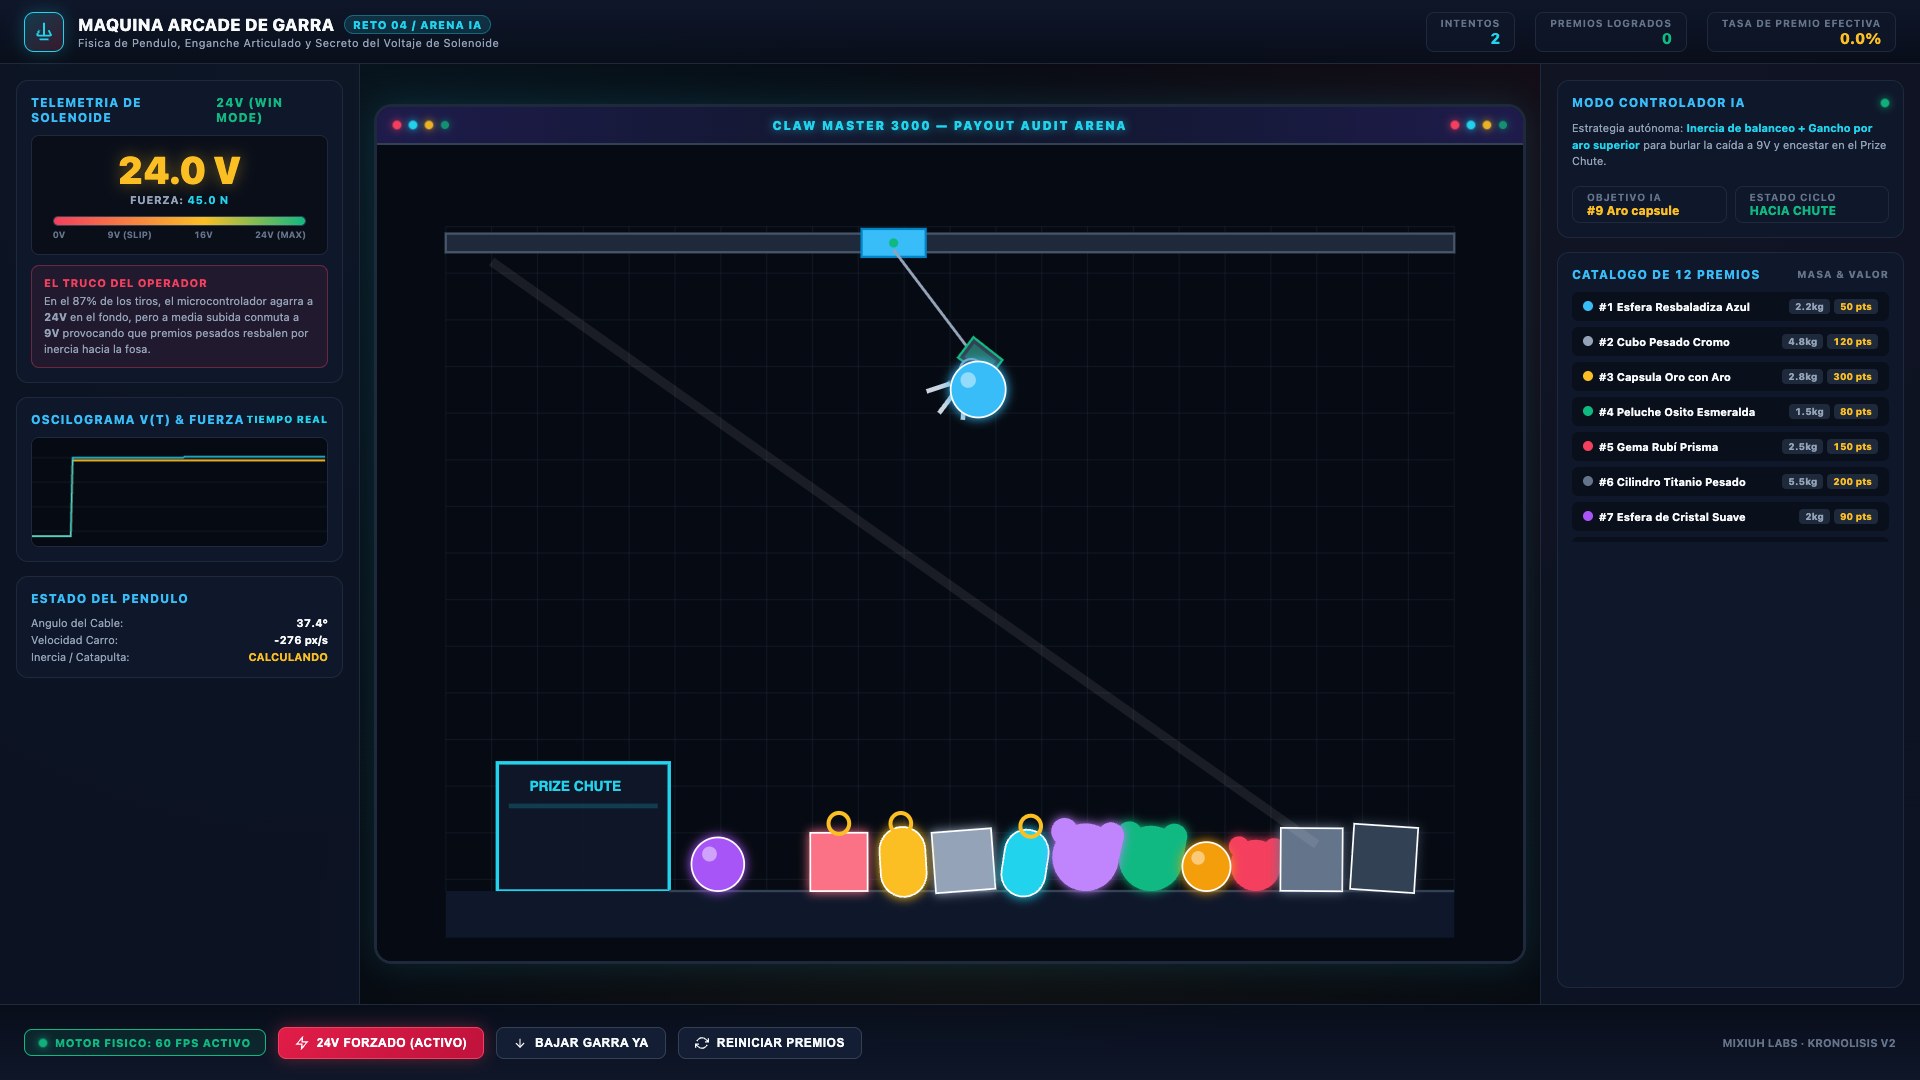 MAQUINA ARCADE DE GARRA
RETO 04 / ARENA IA
Fisica de Pendulo, Enganche Articulado y Secreto del Voltaje de Solenoide
INTENTOS
2
PREMIOS LOGRADOS
0
TASA DE PREMIO EFECTIVA
0.0%
TELEMETRIA DE SOLENOIDE
24V (WIN MODE)
24.0 V
FUERZA: 45.0 N
0V
9V (SLIP)
16V
24V (MAX)
EL TRUCO DEL OPERADOR
En el 87% de los tiros, el microcontrolador agarra a
24V en el fondo, pero a media subida conmuta a
9V provocando que premios pesados resbalen por
inercia hacia la fosa.
OSCILOGRAMA V(T) & FUERZA
TIEMPO REAL
ESTADO DEL PENDULO
Angulo del Cable:
37.4°
Velocidad Carro:
-276 px/s
Inercia / Catapulta:
CALCULANDO
CLAW MASTER 3000 — PAYOUT AUDIT ARENA
PRIZE CHUTE
MODO CONTROLADOR IA
Estrategia autónoma: Inercia de balanceo + Gancho por
aro superior para burlar la caída a 9V y encestar en el Prize
Chute.
OBJETIVO IA
#9 Aro capsule
ESTADO CICLO
HACIA CHUTE
CATALOGO DE 12 PREMIOS
MASA & VALOR
#1 Esfera Resbaladiza Azul
2.2kg
50 pts
#2 Cubo Pesado Cromo
4.8kg
120 pts
#3 Capsula Oro con Aro
2.8kg
300 pts
#4 Peluche Osito Esmeralda
1.5kg
80 pts
#5 Gema Rubí Prisma
2.5kg
150 pts
#6 Cilindro Titanio Pesado
5.5kg
200 pts
#7 Esfera de Cristal Suave
2kg
90 pts
MOTOR FISICO: 60 FPS ACTIVO
24V FORZADO (ACTIVO)
BAJAR GARRA YA
REINICIAR PREMIOS
MIXIUH LABS · KRONOLISIS V2